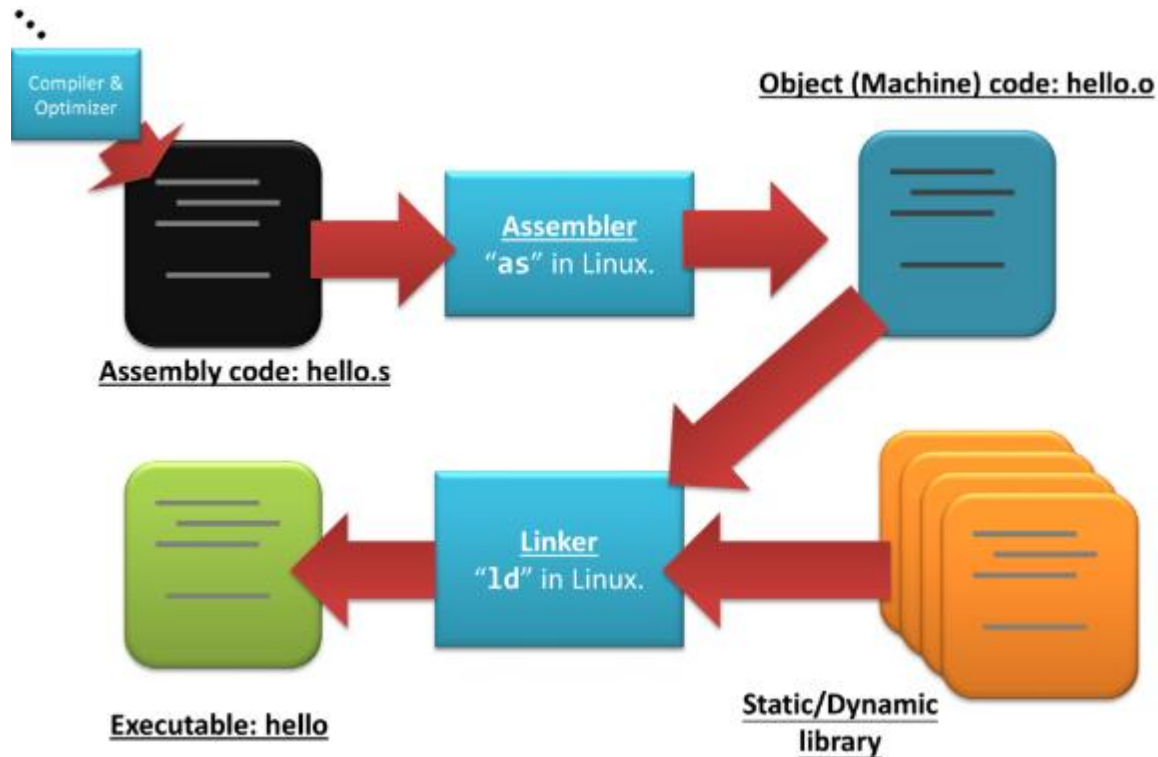 Compiler &
Optimizer
Object (Machine) code: hello.o
Assembler
“as” in Linux.
Assembly code: hello.s
Linker
“ld” in Linux.
Executable: hello
Static/Dynamic
library